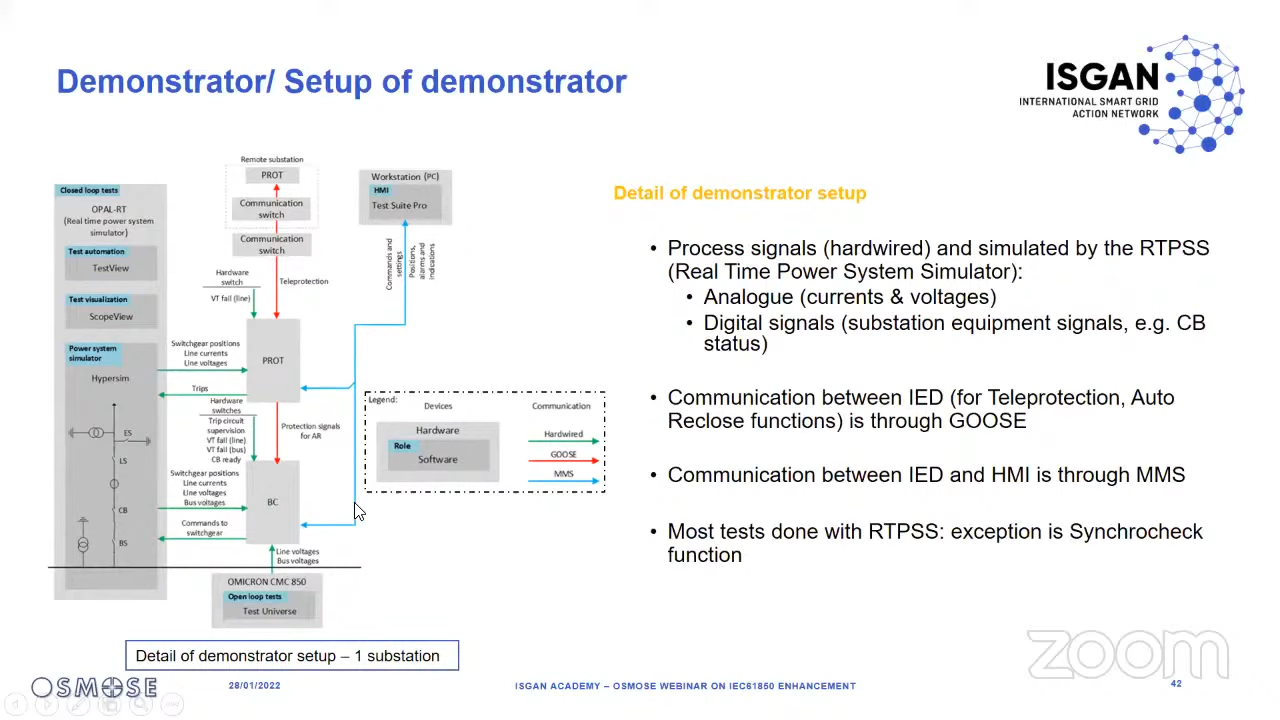 Demonstrator/ Setup of demonstrator
ISGAN
INTERNATIONAL SMART GRID
ACTION NETWORK
Closed loop tests
OPAL-RT
(Real time power system
simulator)
Test automation
TestView
Test visualization
ScopeView
Power system
simulator
Hypersim
ES
LS
CB
BS
Remote substation
PROT
Communication
switch
Communication
switch
Hardware
switch
VT fail (line)
Teleprotection
Switchgear positions
Line currents
Line voltages
PROT
Trips
Hardware
switches
Trip circuit
supervision
VT fail (line)
VT fail (bus)
CB ready
Protection signals
for AR
Switchgear positions
Line currents
Line voltages
Bus voltages
BC
Commands to
switchgear
Line voltages
Bus voltages
OMICRON CMC 850
Open loop tests
Test Universe
Workstation (PC)
HMI
Test Suite Pro
Commands and
settings
Positions,
alarms and
indications
Legend:
Devices
Communication
Hardware
Role
Software
Hardwired
GOOSE
MMS
Detail of demonstrator setup – 1 substation
Detail of demonstrator setup
• Process signals (hardwired) and simulated by the RTPSS
(Real Time Power System Simulator):
• Analogue (currents & voltages)
• Digital signals (substation equipment signals, e.g. CB
status)
• Communication between IED (for Teleprotection, Auto
Reclose functions) is through GOOSE
• Communication between IED and HMI is through MMS
• Most tests done with RTPSS: exception is Synchrocheck
function
zoom
OSMOSE
28/01/2022
ISGAN ACADEMY – OSMOSE WEBINAR ON IEC61850 ENHANCEMENT
42